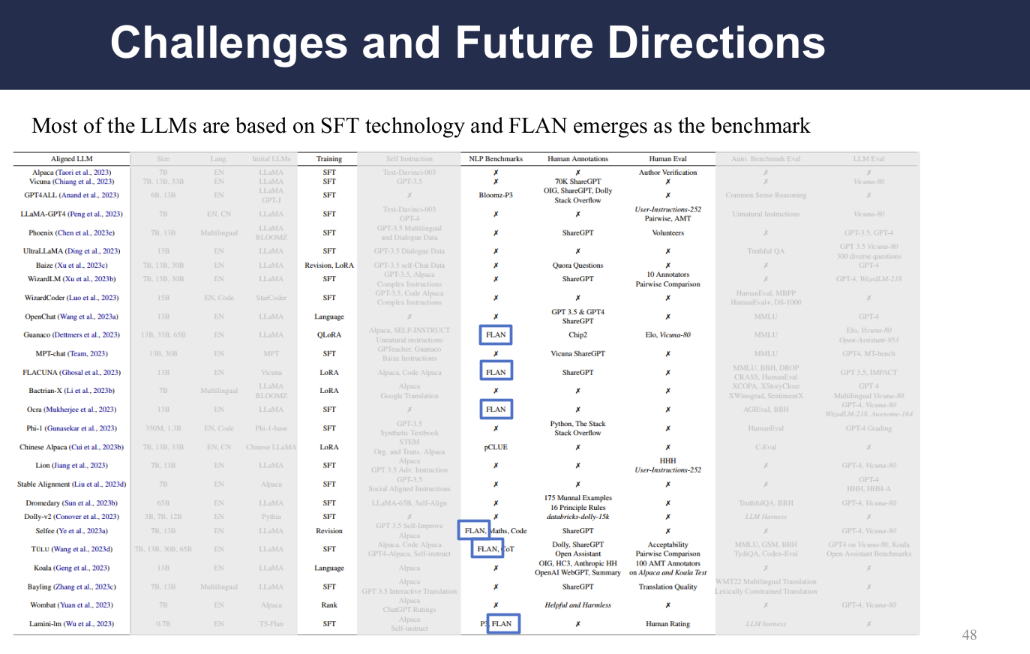 Challenges and Future Directions
Most of the LLMs are based on SFT technology and FLAN emerges as the benchmark
Aligned LLM Size Lang. Initial LLMs Training Self Instruction NLP Benchmarks Human Annotations Human Eval Auto. Benchmark Eval LLM Eval
Alpaca (Taori et al., 2023) 7B EN LLaMA SFT Text-Davinci-003 ✗ ✗ Author Verification ✗ ✗
Vicuna (Chiang et al., 2023) 7B, 13B, 33B EN LLaMA SFT GPT-3.5 ✗ 70K ShareGPT ✗ ✗ Vicuna-80
GPT4ALL (Anand et al., 2023) 6B, 13B EN LLaMA GPT-J SFT ✗ Bloomz-P3 OIG, ShareGPT, Dolly Stack Overflow ✗ Common Sense Reasoning ✗
LLaMA-GPT4 (Peng et al., 2023) 7B EN, CN LLaMA SFT Text-Davinci-003 GPT-4 ✗ ✗ User-Instructions-252 Pairwise, AMT Unnatural Instructions Vicuna-80
Phoenix (Chen et al., 2023e) 7B, 13B Multilingual LLaMA BLOOMZ SFT GPT-3.5 Multilingual and Dialogue Data ✗ ShareGPT Volunteers ✗ GPT-3.5, GPT-4
UltraLLaMA (Ding et al., 2023) 13B EN LLaMA SFT GPT-3.5 Dialogue Data ✗ ✗ ✗ Truthful QA GPT 3.5 Vicuna-80 300 diverse questions
Baize (Xu et al., 2023c) 7B, 13B, 30B EN LLaMA Revision, LoRA GPT-3.5 self-Chat Data ✗ Quora Questions ✗ ✗ GPT-4
WizardLM (Xu et al., 2023b) 7B, 13B, 30B EN LLaMA SFT GPT-3.5, Alpaca Complex Instructions ✗ ShareGPT 10 Annotators Pairwise Comparison ✗ GPT-4, WizardLM-218
WizardCoder (Luo et al., 2023) 15B EN, Code StarCoder SFT GPT-3.5, Code Alpaca Complex Instructions ✗ ✗ ✗ HumanEval, MBPP HumanEval+, DS-1000 ✗
OpenChat (Wang et al., 2023a) 13B EN LLaMA Language ✗ ✗ GPT 3.5 & GPT4 ShareGPT ✗ MMLU GPT-4
Guanaco (Dettmers et al., 2023) 13B, 33B, 65B EN LLaMA QLoRA Alpaca, SELF-INSTRUCT Unnatural instructions FLAN Chip2 Elo, Vicuna-80 MMLU Elo, Vicuna-80 Open-Assistant-953
MPT-chat (Team, 2023) 13B, 30B EN MPT SFT GPTeacher, Guanaco Baize Instructions ✗ Vicuna ShareGPT ✗ MMLU GPT4, MT-bench
FLACUNA (Ghosal et al., 2023) 13B EN Vicuna LoRA Alpaca, Code Alpaca FLAN ShareGPT ✗ MMLU, BBH, DROP CRASS, HumanEval GPT 3.5, IMPACT
Bactrian-X (Li et al., 2023b) 7B Multilingual LLaMA BLOOMZ LoRA Alpaca Google Translation ✗ ✗ ✗ XCOPA, XStoryCloze XWinograd, SentimentX GPT-4 Multilingual Vicuna-80
Ocra (Mukherjee et al., 2023) 13B EN LLaMA SFT ✗ FLAN ✗ ✗ AGIEval, BBH GPT-4, Vicuna-80 WizardLM-218, Awesome-164
Phi-1 (Gunasekar et al., 2023) 350M, 1.3B EN, Code Phi-1-base SFT GPT-3.5 Synthetic Textbook ✗ Python, The Stack Stack Overflow ✗ HumanEval GPT-4 Grading
Chinese Alpaca (Cui et al., 2023b) 7B, 13B, 33B EN, CN Chinese LLaMA LoRA STEM Org. and Trans. Alpaca pCLUE ✗ ✗ C-Eval ✗
Lion (Jiang et al., 2023) 7B, 13B EN LLaMA SFT Alpaca GPT 3.5 Adv. Instruction ✗ ✗ HHH User-Instructions-252 ✗ GPT-4, Vicuna-80
Stable Alignment (Liu et al., 2023d) 7B EN Alpaca SFT GPT-3.5 Social Aligned Instructions ✗ ✗ ✗ ✗ GPT-4 HHH, HHH-A
Dromedary (Sun et al., 2023b) 65B EN LLaMA SFT LLaMA-65B, Self-Align ✗ 175 Munnal Examples 16 Principle Rules ✗ TruthfulQA, BBH GPT-4, Vicuna-80
Dolly-v2 (Conover et al., 2023) 3B, 7B, 12B EN Pythia SFT ✗ ✗ databricks-dolly-15k ✗ LLM Harness ✗
Selfee (Ye et al., 2023a) 7B, 13B EN LLaMA Revision GPT 3.5 Self-Improve Alpaca FLAN, Maths, Code ShareGPT ✗ ✗ GPT-4, Vicuna-80
TÜLU (Wang et al., 2023d) 7B, 13B, 30B, 65B EN LLaMA SFT Alpaca, Code Alpaca GPT4-Alpaca, Self-instruct FLAN, CoT Dolly, ShareGPT Open Assistant Acceptability Pairwise Comparison MMLU, GSM, BBH TydiQA, Codex-Eval GPT4 on Vicuna-80, Koala Open Assistant Benchmarks
Koala (Geng et al., 2023) 13B EN LLaMA Language Alpaca ✗ OIG, HC3, Anthropic HH OpenAI WebGPT, Summary 100 AMT Annotators on Alpaca and Koala Test ✗ ✗
Bayling (Zhang et al., 2023c) 7B, 13B Multilingual LLaMA SFT Alpaca GPT 3.5 Interactive Translation ✗ ShareGPT Translation Quality WMT22 Multilingual Translation Lexically Constrained Translation ✗
Wombat (Yuan et al., 2023) 7B EN Alpaca Rank Alpaca ChatGPT Ratings ✗ Helpful and Harmless ✗ ✗ GPT-4, Vicuna-80
Lamini-lm (Wu et al., 2023) 0.7B EN T5-Flan SFT Alpaca Self-instruct P3 FLAN ✗ Human Rating LLM harness ✗
48